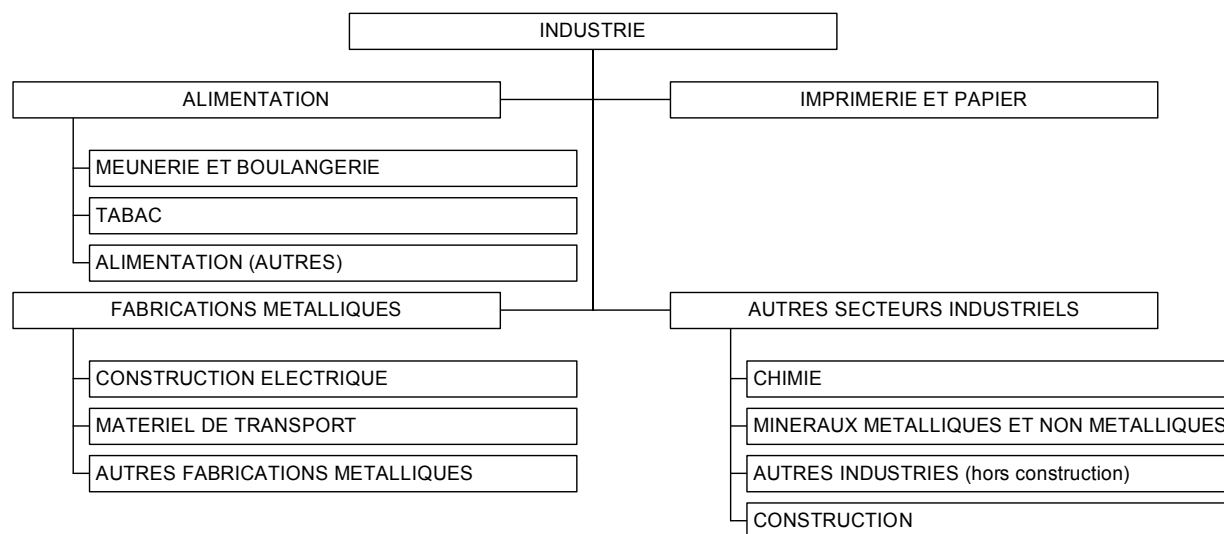 INDUSTRIE
ALIMENTATION
IMPRIMERIE ET PAPIER
MEUNERIE ET BOULANGERIE
TABAC
ALIMENTATION (AUTRES)
FABRICATIONS METALLIQUES
AUTRES SECTEURS INDUSTRIELS
CONSTRUCTION ELECTRIQUE
CHIMIE
MATERIEL DE TRANSPORT
MINERAUX METALLIQUES ET NON METALLIQUES
AUTRES FABRICATIONS METALLIQUES
AUTRES INDUSTRIES (hors construction)
CONSTRUCTION